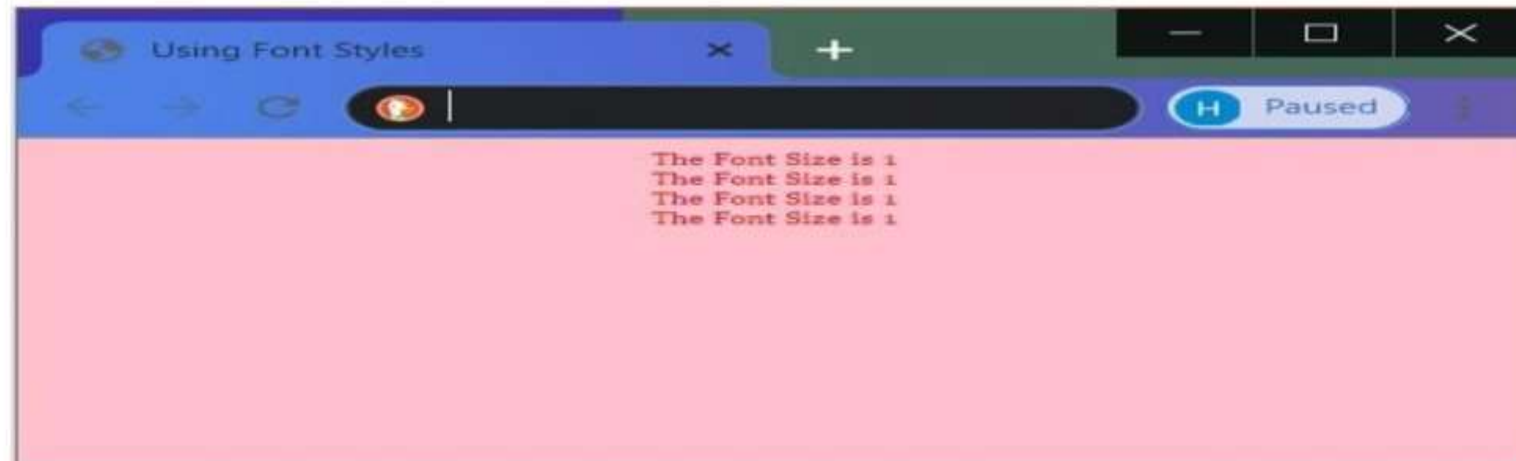 Using Font Styles
H Paused
The Font Size is 1
The Font Size is 1
The Font Size is 1
The Font Size is 1